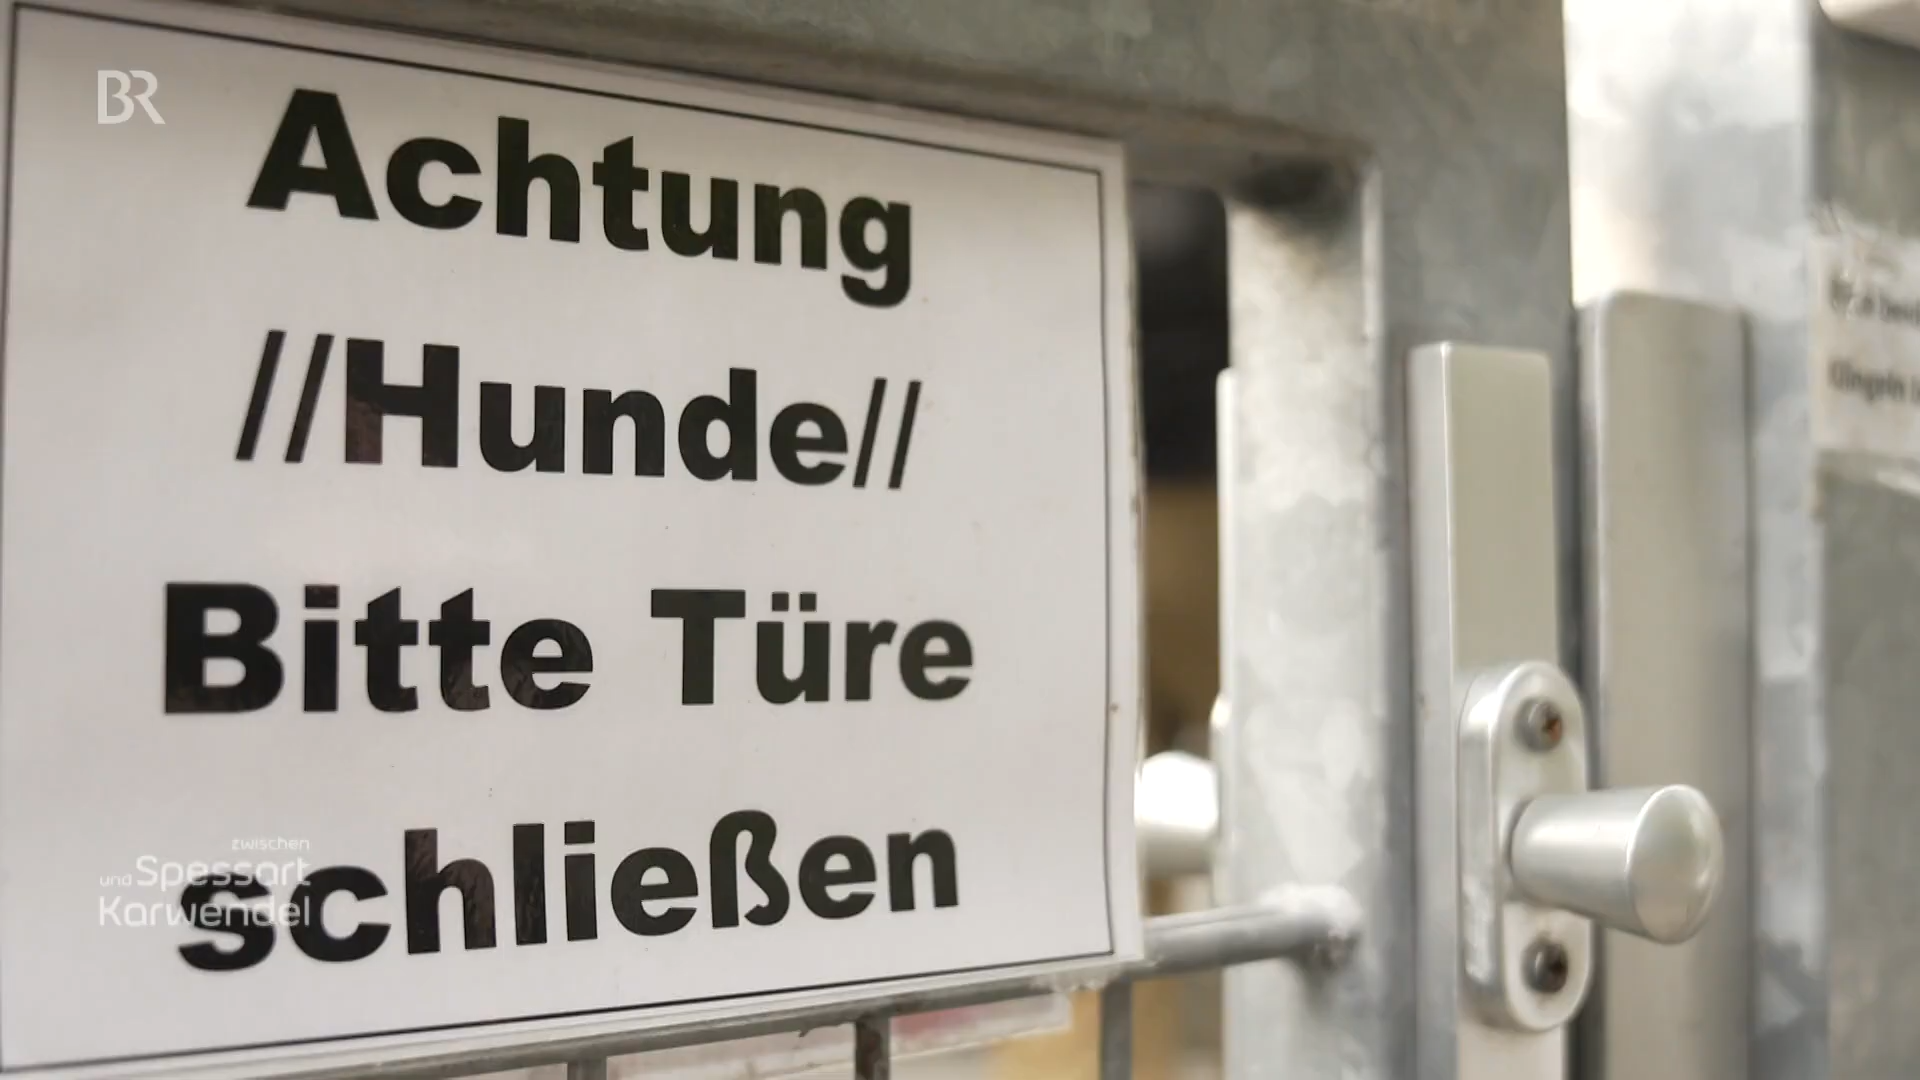 BR
Achtung
//Hunde//
Bitte Türe
schließen
zwischen
und Spessart
Karwendel